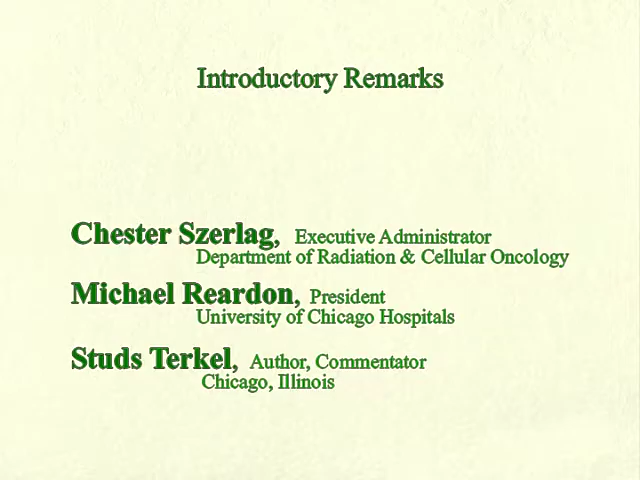 Introductory Remarks
Chester Szerlag, Executive Administrator
Department of Radiation & Cellular Oncology
Michael Reardon, President
University of Chicago Hospitals
Studs Terkel, Author, Commentator
Chicago, Illinois